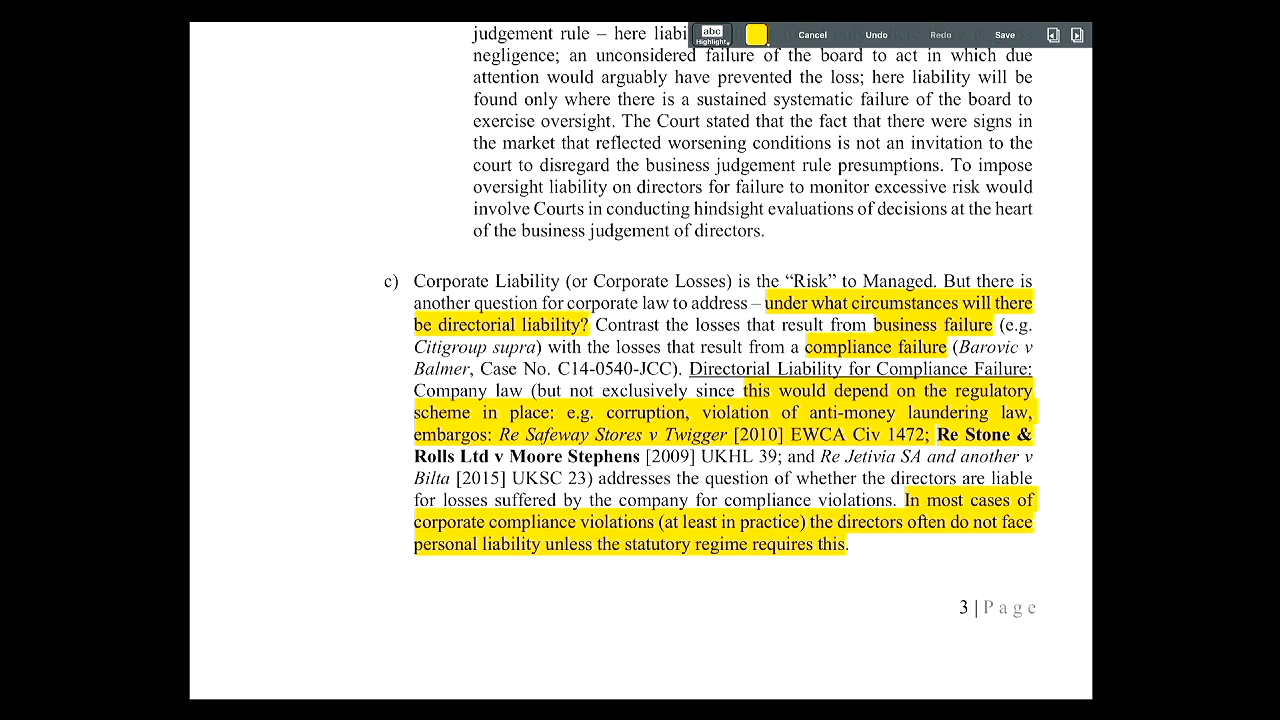 judgement rule – here liabi
abc
Highlight
Cancel
Undo
Redo
Save
negligence; an unconsidered failure of the board to act in which due
attention would arguably have prevented the loss; here liability will be
found only where there is a sustained systematic failure of the board to
exercise oversight. The Court stated that the fact that there were signs in
the market that reflected worsening conditions is not an invitation to the
court to disregard the business judgement rule presumptions. To impose
oversight liability on directors for failure to monitor excessive risk would
involve Courts in conducting hindsight evaluations of decisions at the heart
of the business judgement of directors.
c) Corporate Liability (or Corporate Losses) is the “Risk” to Managed. But there is
another question for corporate law to address – under what circumstances will there
be directorial liability? Contrast the losses that result from business failure (e.g.
Citigroup supra) with the losses that result from a compliance failure (Barovic v
Balmer, Case No. C14-0540-JCC). Directorial Liability for Compliance Failure:
Company law (but not exclusively since this would depend on the regulatory
scheme in place: e.g. corruption, violation of anti-money laundering law,
embargos: Re Safeway Stores v Twigger [2010] EWCA Civ 1472; Re Stone &
Rolls Ltd v Moore Stephens [2009] UKHL 39; and Re Jetivia SA and another v
Bilta [2015] UKSC 23) addresses the question of whether the directors are liable
for losses suffered by the company for compliance violations. In most cases of
corporate compliance violations (at least in practice) the directors often do not face
personal liability unless the statutory regime requires this.
3 | P a g e